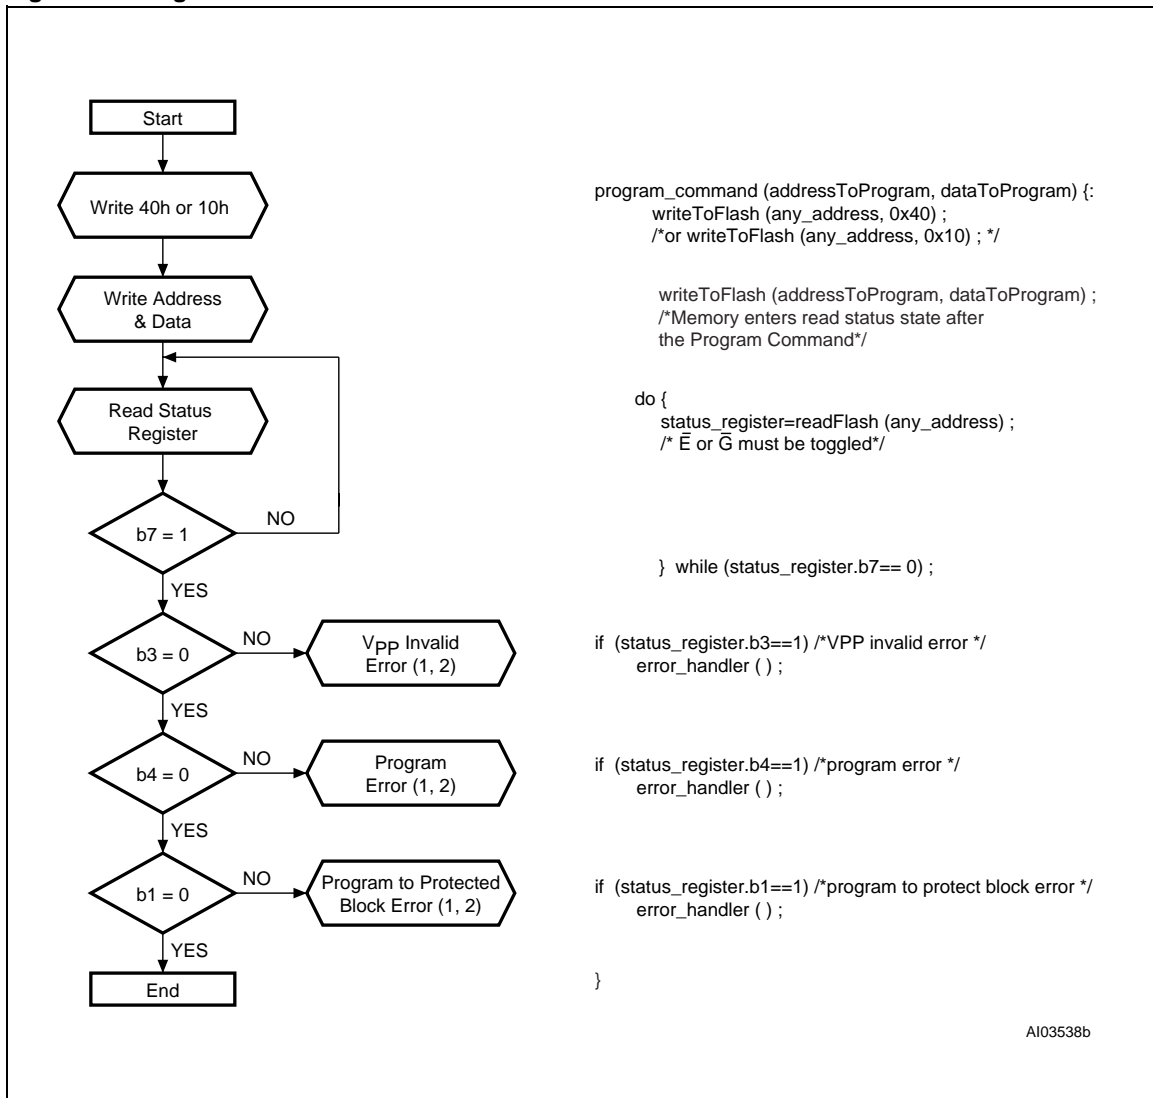 Start
Write 40h or 10h
Write Address
& Data
Read Status
Register
b7 = 1
NO
YES
b3 = 0
NO
VPP Invalid
Error (1, 2)
YES
b4 = 0
NO
Program
Error (1, 2)
YES
b1 = 0
NO
Program to Protected
Block Error (1, 2)
YES
End
program_command (addressToProgram, dataToProgram) {:
writeToFlash (any_address, 0x40) ;
/*or writeToFlash (any_address, 0x10) ; */
writeToFlash (addressToProgram, dataToProgram) ;
/*Memory enters read status state after
the Program Command*/
do {
status_register=readFlash (any_address) ;
/* E̅ or G̅ must be toggled*/
} while (status_register.b7== 0) ;
if (status_register.b3==1) /*VPP invalid error */
error_handler ( ) ;
if (status_register.b4==1) /*program error */
error_handler ( ) ;
if (status_register.b1==1) /*program to protect block error */
error_handler ( ) ;
}
AI03538b